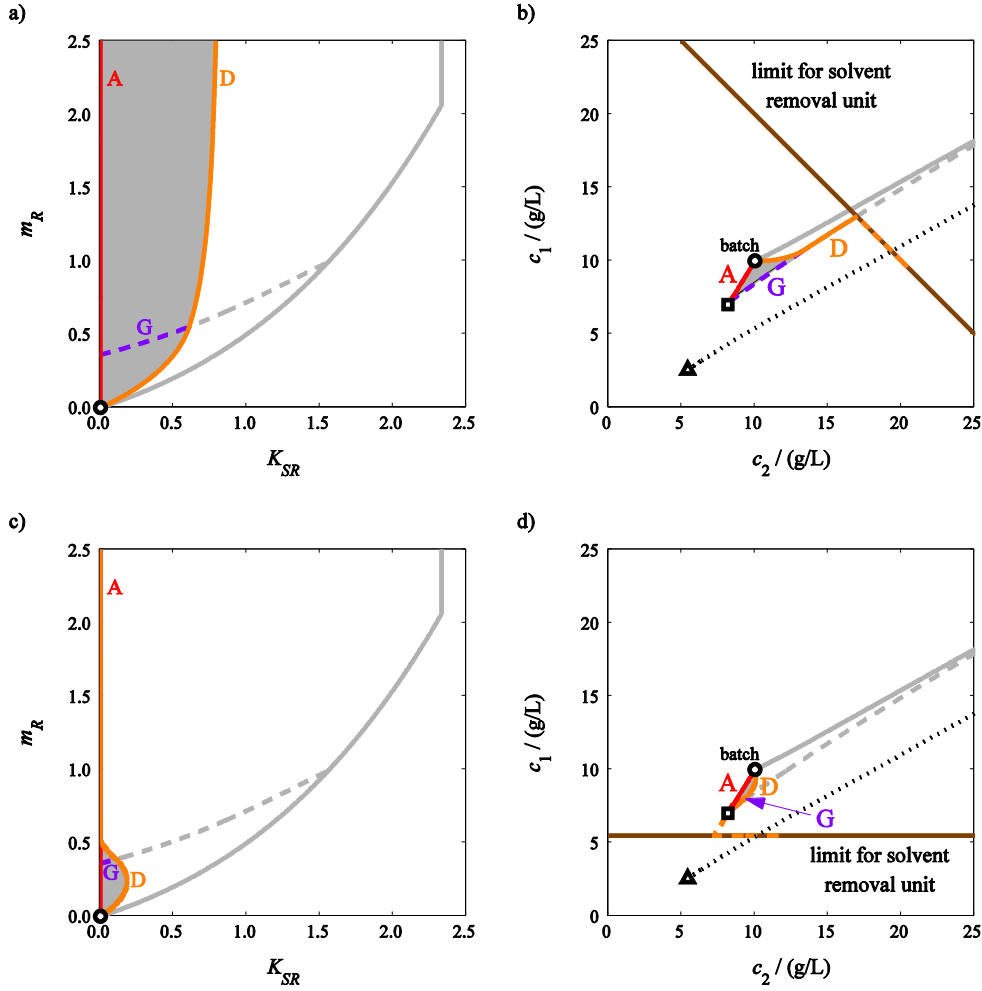 a)
2.5
2.0
1.5
1.0
0.5
0.0
m_R
A
D
G
0.0 0.5 1.0 1.5 2.0 2.5
K_SR
b)
25
20
15
10
5
0
c_1 / (g/L)
limit for solvent
removal unit
batch
A
D
G
0 5 10 15 20 25
c_2 / (g/L)
c)
2.5
2.0
1.5
1.0
0.5
0.0
m_R
A
G
D
0.0 0.5 1.0 1.5 2.0 2.5
K_SR
d)
25
20
15
10
5
0
c_1 / (g/L)
batch
A
D
G
limit for solvent
removal unit
0 5 10 15 20 25
c_2 / (g/L)